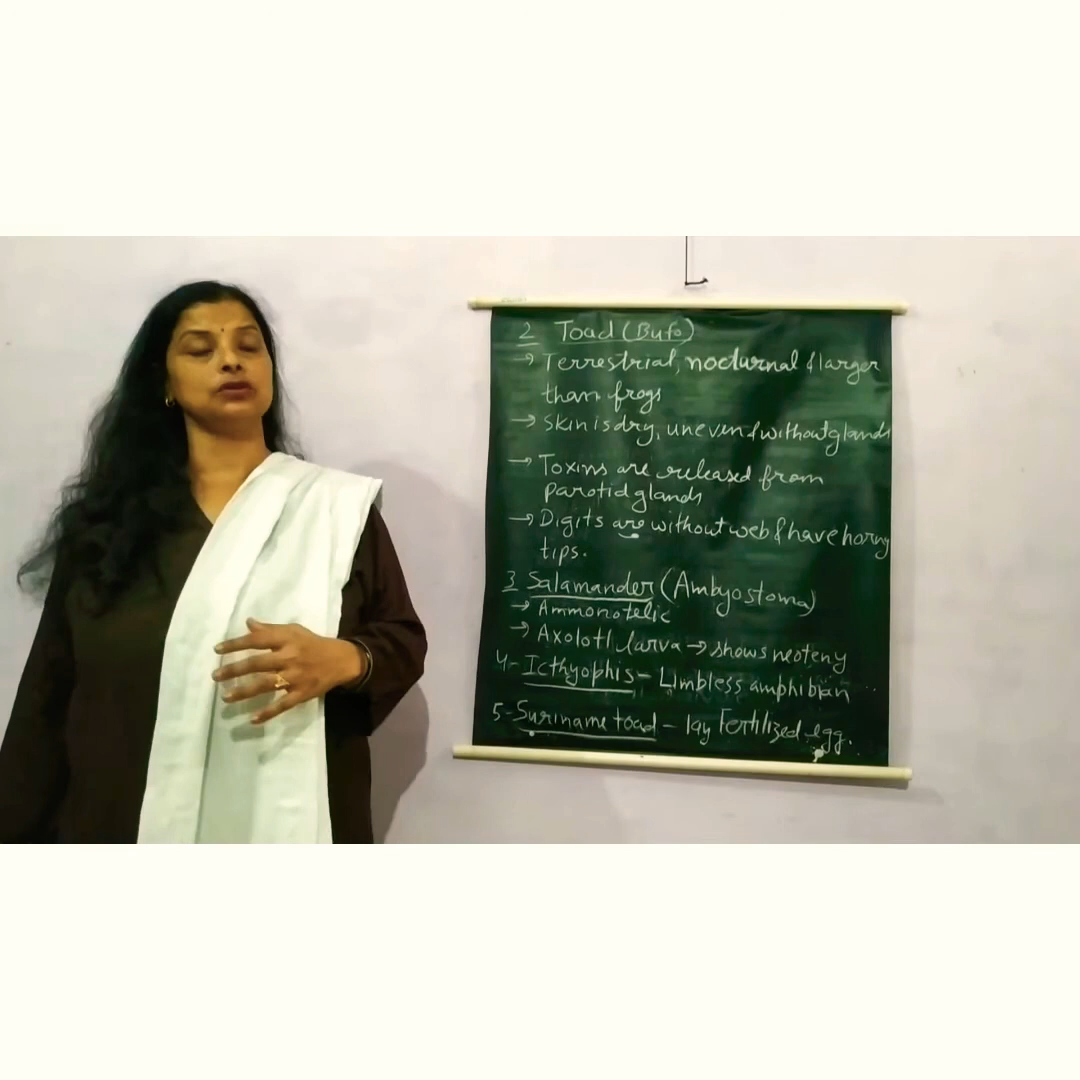 2 Toad (Bufo)
→ Terrestrial, nocturnal & larger
than frogs
→ Skin is dry, uneven & without glands
→ Toxins are released from
parotid glands
→ Digits are without web & have horny
tips.
3 Salamander (Ambyostoma)
→ Ammonotelic
→ Axolotl larva → shows neoteny
4- Icthyophis - Limbless amphibian
5- Suriname toad - lay Fertilized egg.